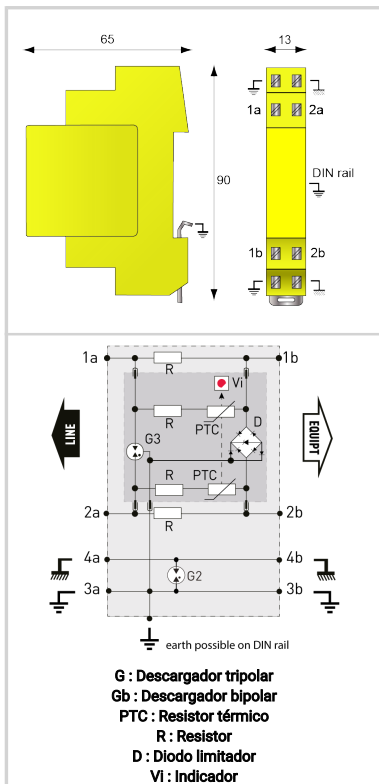 65
13
1a
2a
90
DIN rail
1b
2b
1a
R
1b
Vi
R
PTC
D
LINE
G3
EQUIPT
R
PTC
2a
R
2b
4a
4b
G2
3a
3b
earth possible on DIN rail
G : Descargador tripolar
Gb : Descargador bipolar
PTC : Resistor térmico
R : Resistor
D : Diodo limitador
Vi : Indicador